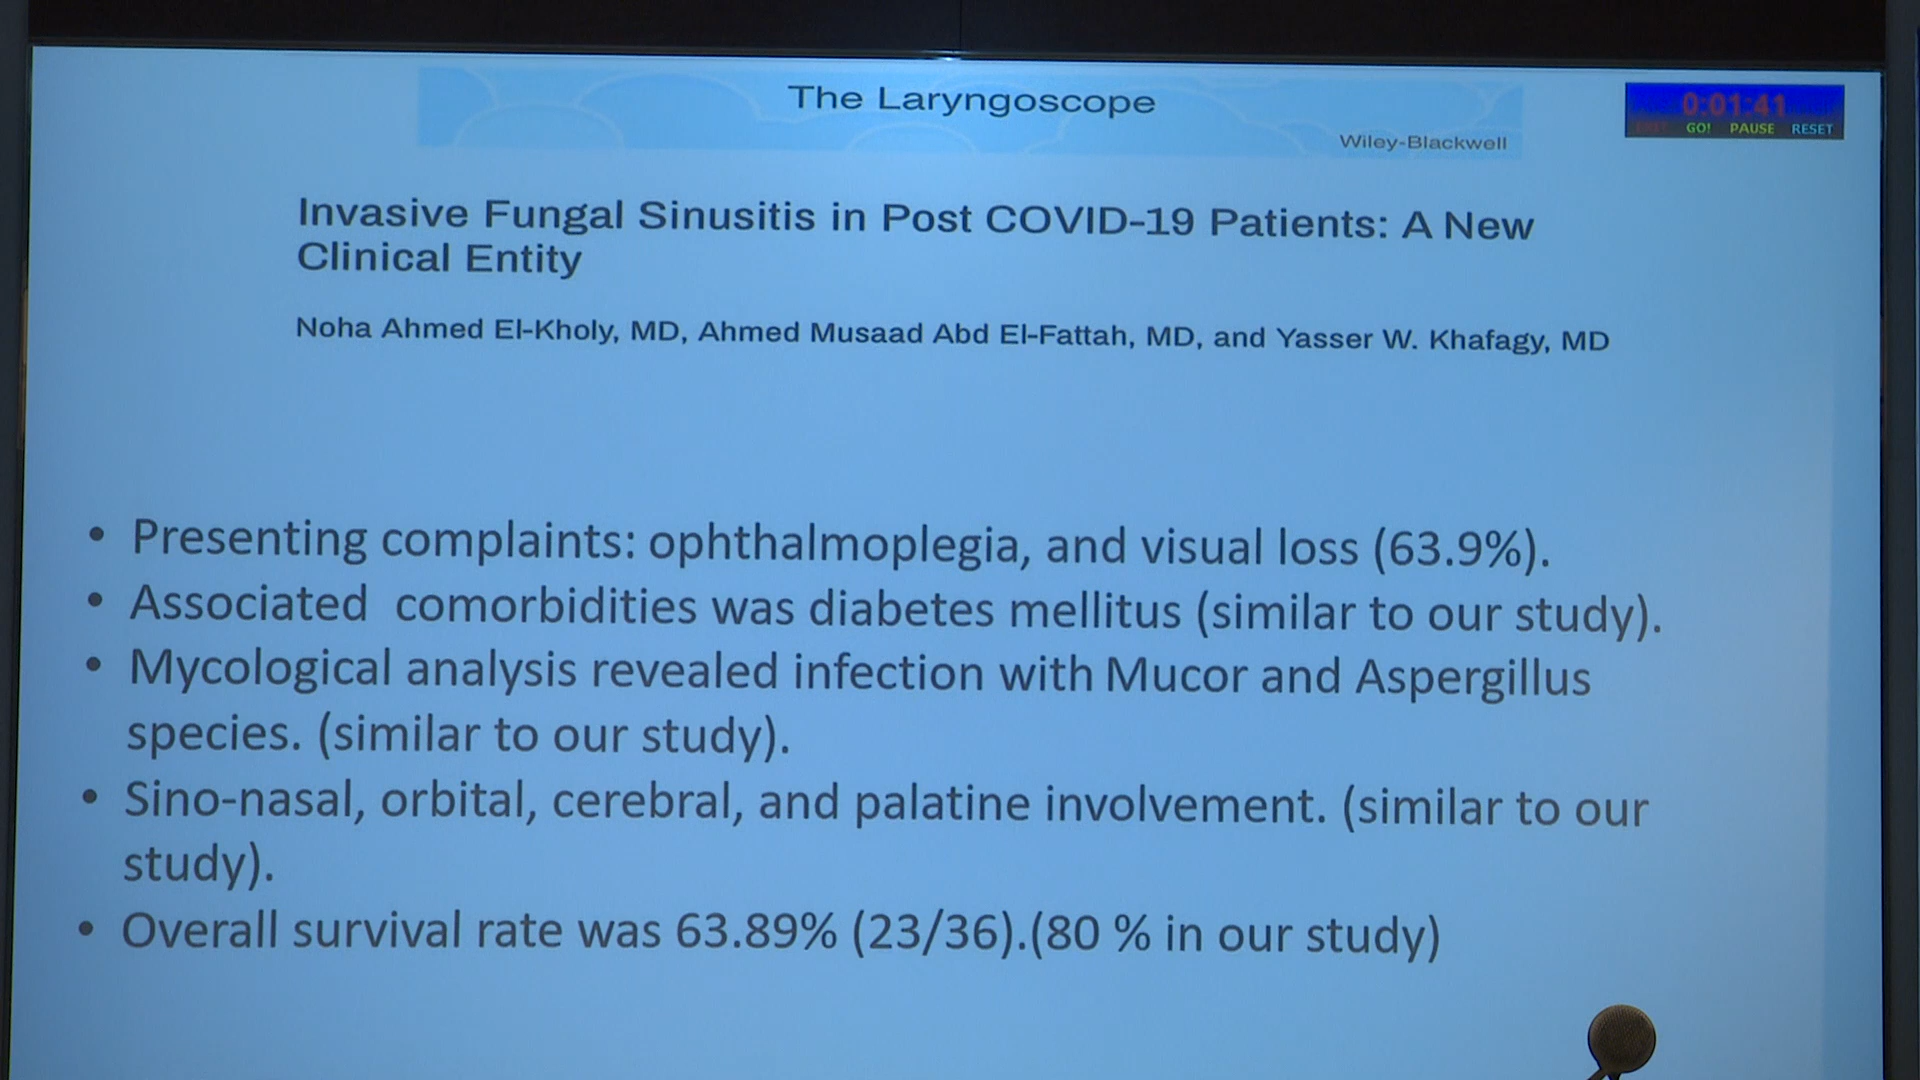 The Laryngoscope
Wiley-Blackwell
0:01:41
EXIT GO! PAUSE RESET
Invasive Fungal Sinusitis in Post COVID-19 Patients: A New
Clinical Entity
Noha Ahmed El-Kholy, MD, Ahmed Musaad Abd El-Fattah, MD, and Yasser W. Khafagy, MD
• Presenting complaints: ophthalmoplegia, and visual loss (63.9%).
• Associated comorbidities was diabetes mellitus (similar to our study).
• Mycological analysis revealed infection with Mucor and Aspergillus
species. (similar to our study).
• Sino-nasal, orbital, cerebral, and palatine involvement. (similar to our
study).
• Overall survival rate was 63.89% (23/36).(80 % in our study)